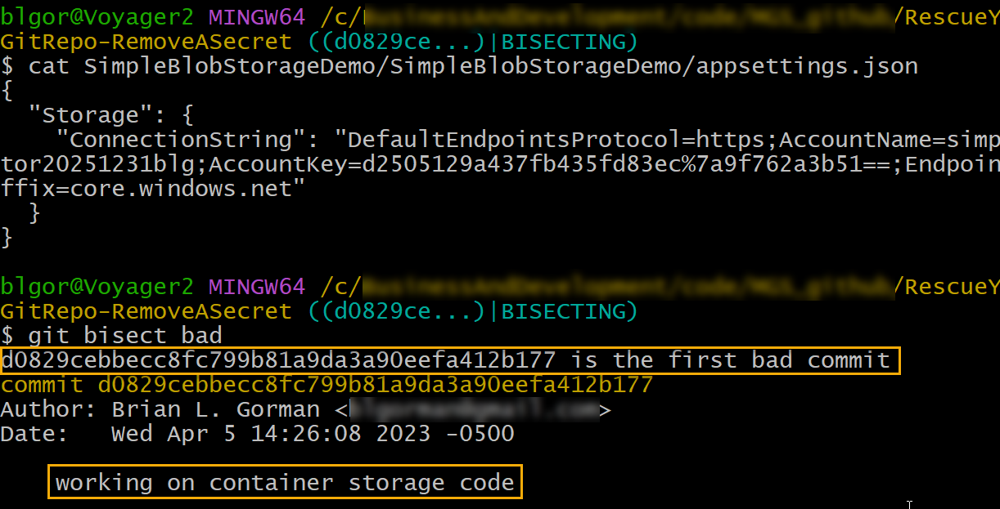 blgor@Voyager2 MINGW64 /c/ /RescueY
GitRepo-RemoveASecret ((d0829ce...)|BISECTING)
$ cat SimpleBlobStorageDemo/SimpleBlobStorageDemo/appsettings.json
{
"Storage": {
"ConnectionString": "DefaultEndpointsProtocol=https;AccountName=simp
tor20251231blg;AccountKey=d2505129a437fb435fd83ec%7a9f762a3b51==;Endpoin
ffix=core.windows.net"
}
}
blgor@Voyager2 MINGW64 /c/ /RescueY
GitRepo-RemoveASecret ((d0829ce...)|BISECTING)
$ git bisect bad
d0829cebbecc8fc799b81a9da3a90eefa412b177 is the first bad commit
commit d0829cebbecc8fc799b81a9da3a90eefa412b177
Author: Brian L. Gorman < >
Date: Wed Apr 5 14:26:08 2023 -0500
working on container storage code